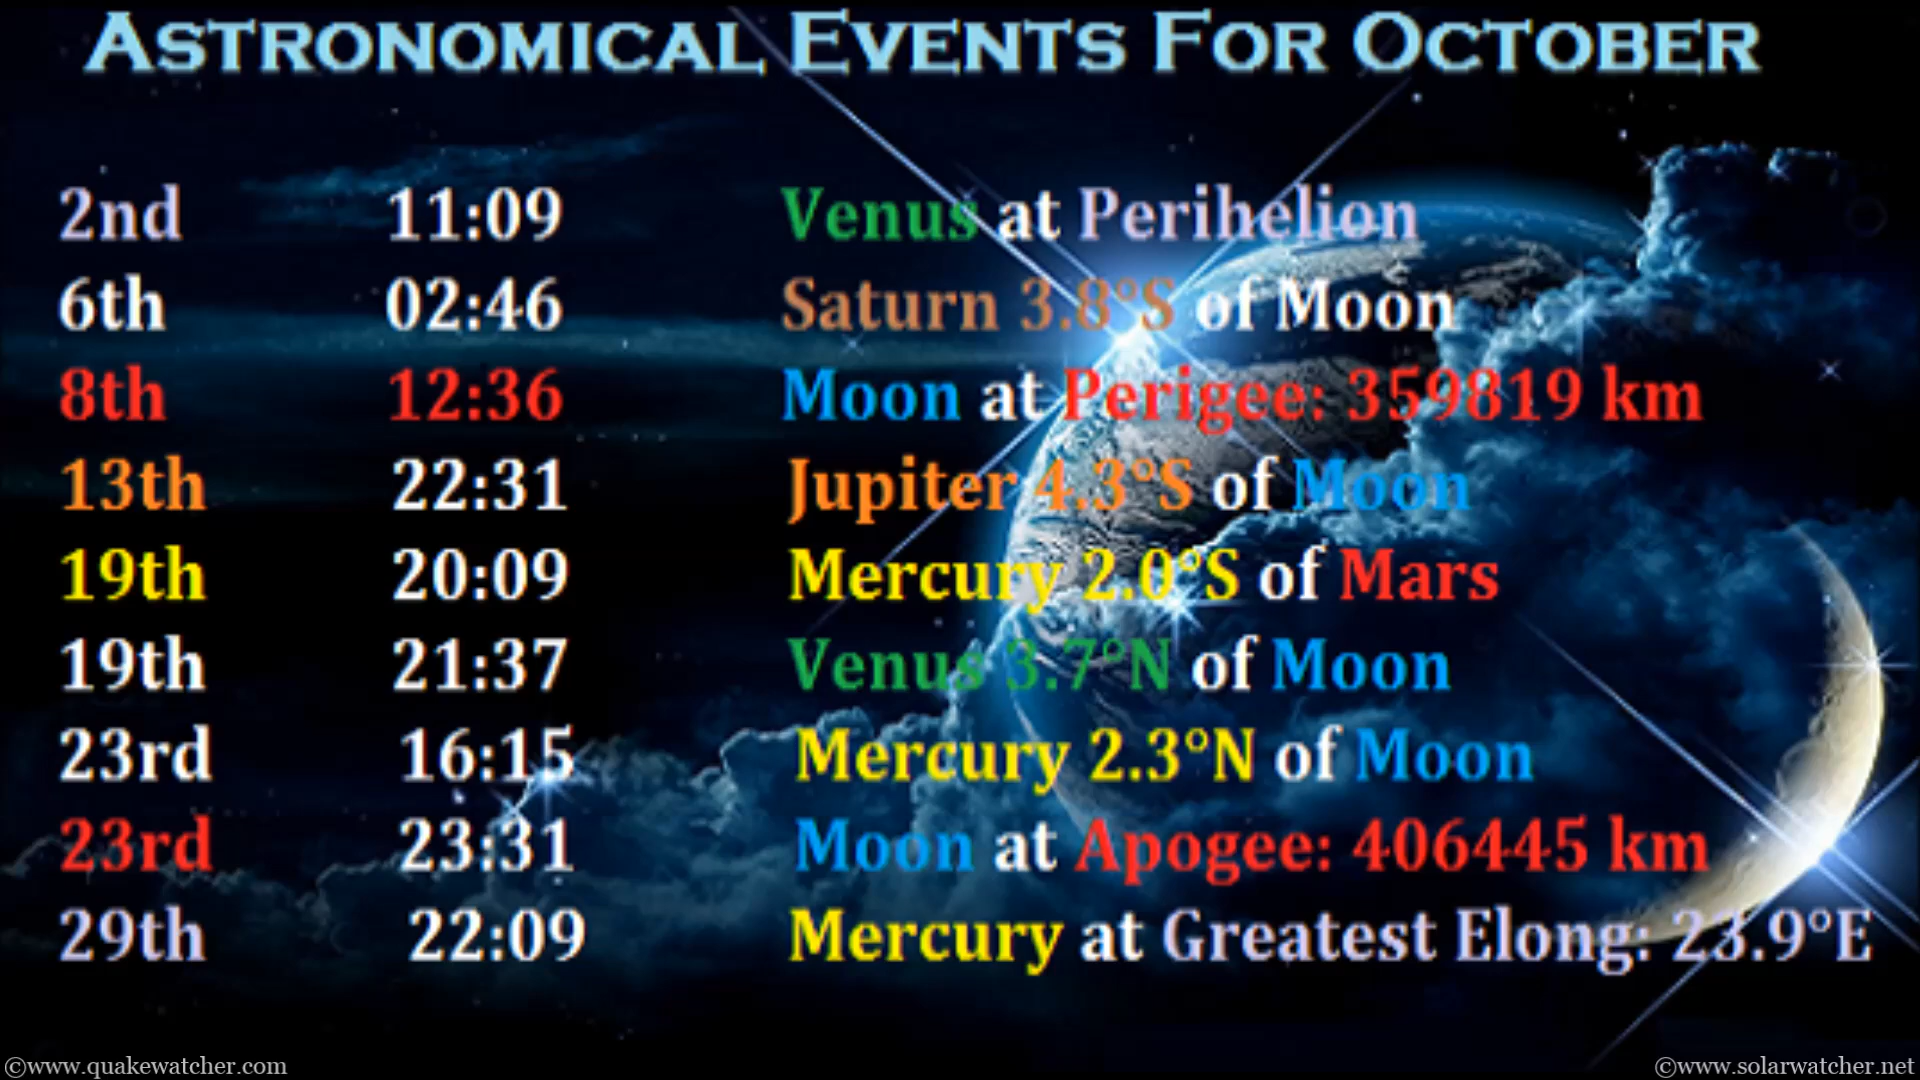 Astronomical Events For October
2nd 11:09 Venus at Perihelion
6th 02:46 Saturn 3.8°S of Moon
8th 12:36 Moon at Perigee: 359819 km
13th 22:31 Jupiter 4.3°S of Moon
19th 20:09 Mercury 2.0°S of Mars
19th 21:37 Venus 3.7°N of Moon
23rd 16:15 Mercury 2.3°N of Moon
23rd 23:31 Moon at Apogee: 406445 km
29th 22:09 Mercury at Greatest Elong: 23.9°E
©www.quakewatcher.com ©www.solarwatcher.net